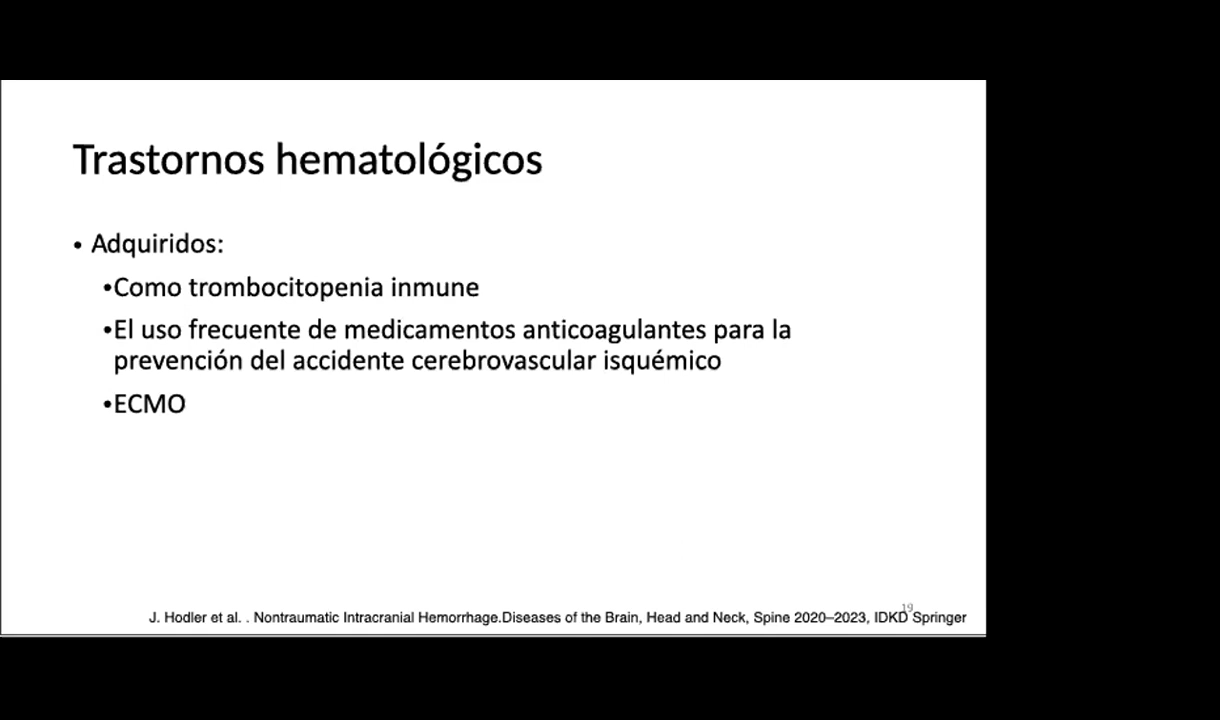 Trastornos hematológicos
• Adquiridos:
•Como trombocitopenia inmune
•El uso frecuente de medicamentos anticoagulantes para la
prevención del accidente cerebrovascular isquémico
•ECMO
19
J. Hodler et al. . Nontraumatic Intracranial Hemorrhage.Diseases of the Brain, Head and Neck, Spine 2020–2023, IDKD Springer